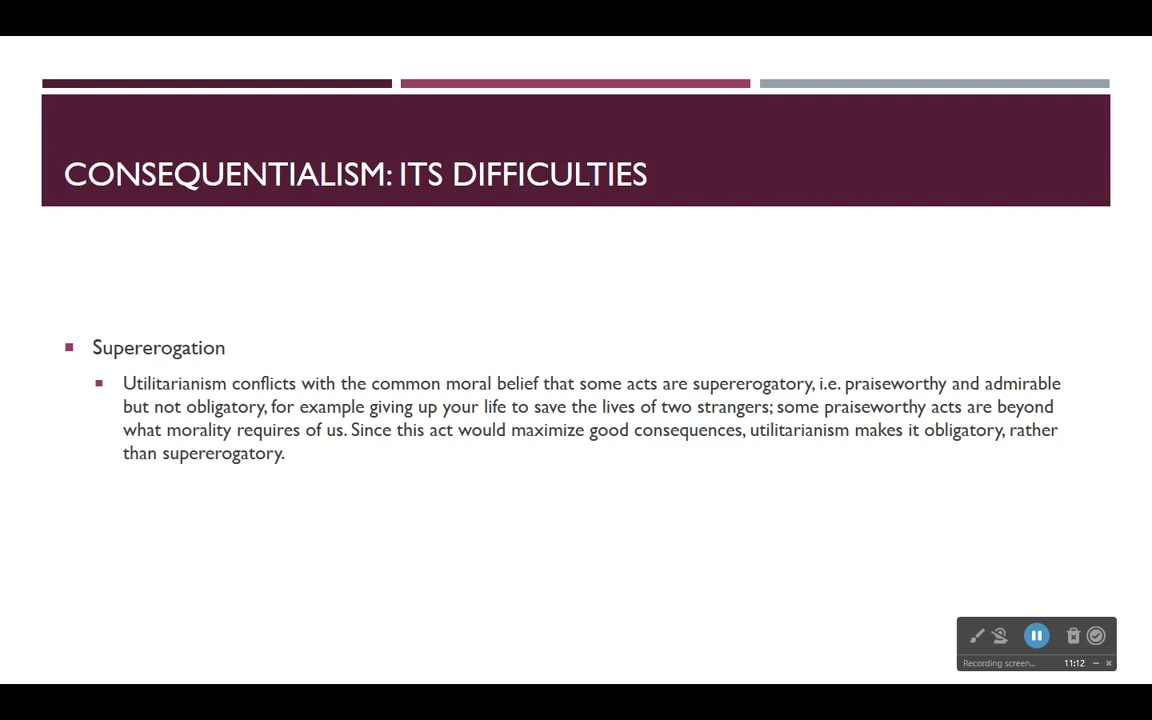 CONSEQUENTIALISM: ITS DIFFICULTIES
Supererogation
Utilitarianism conflicts with the common moral belief that some acts are supererogatory, i.e. praiseworthy and admirable
but not obligatory, for example giving up your life to save the lives of two strangers; some praiseworthy acts are beyond
what morality requires of us. Since this act would maximize good consequences, utilitarianism makes it obligatory, rather
than supererogatory.
Recording screen... 11:12